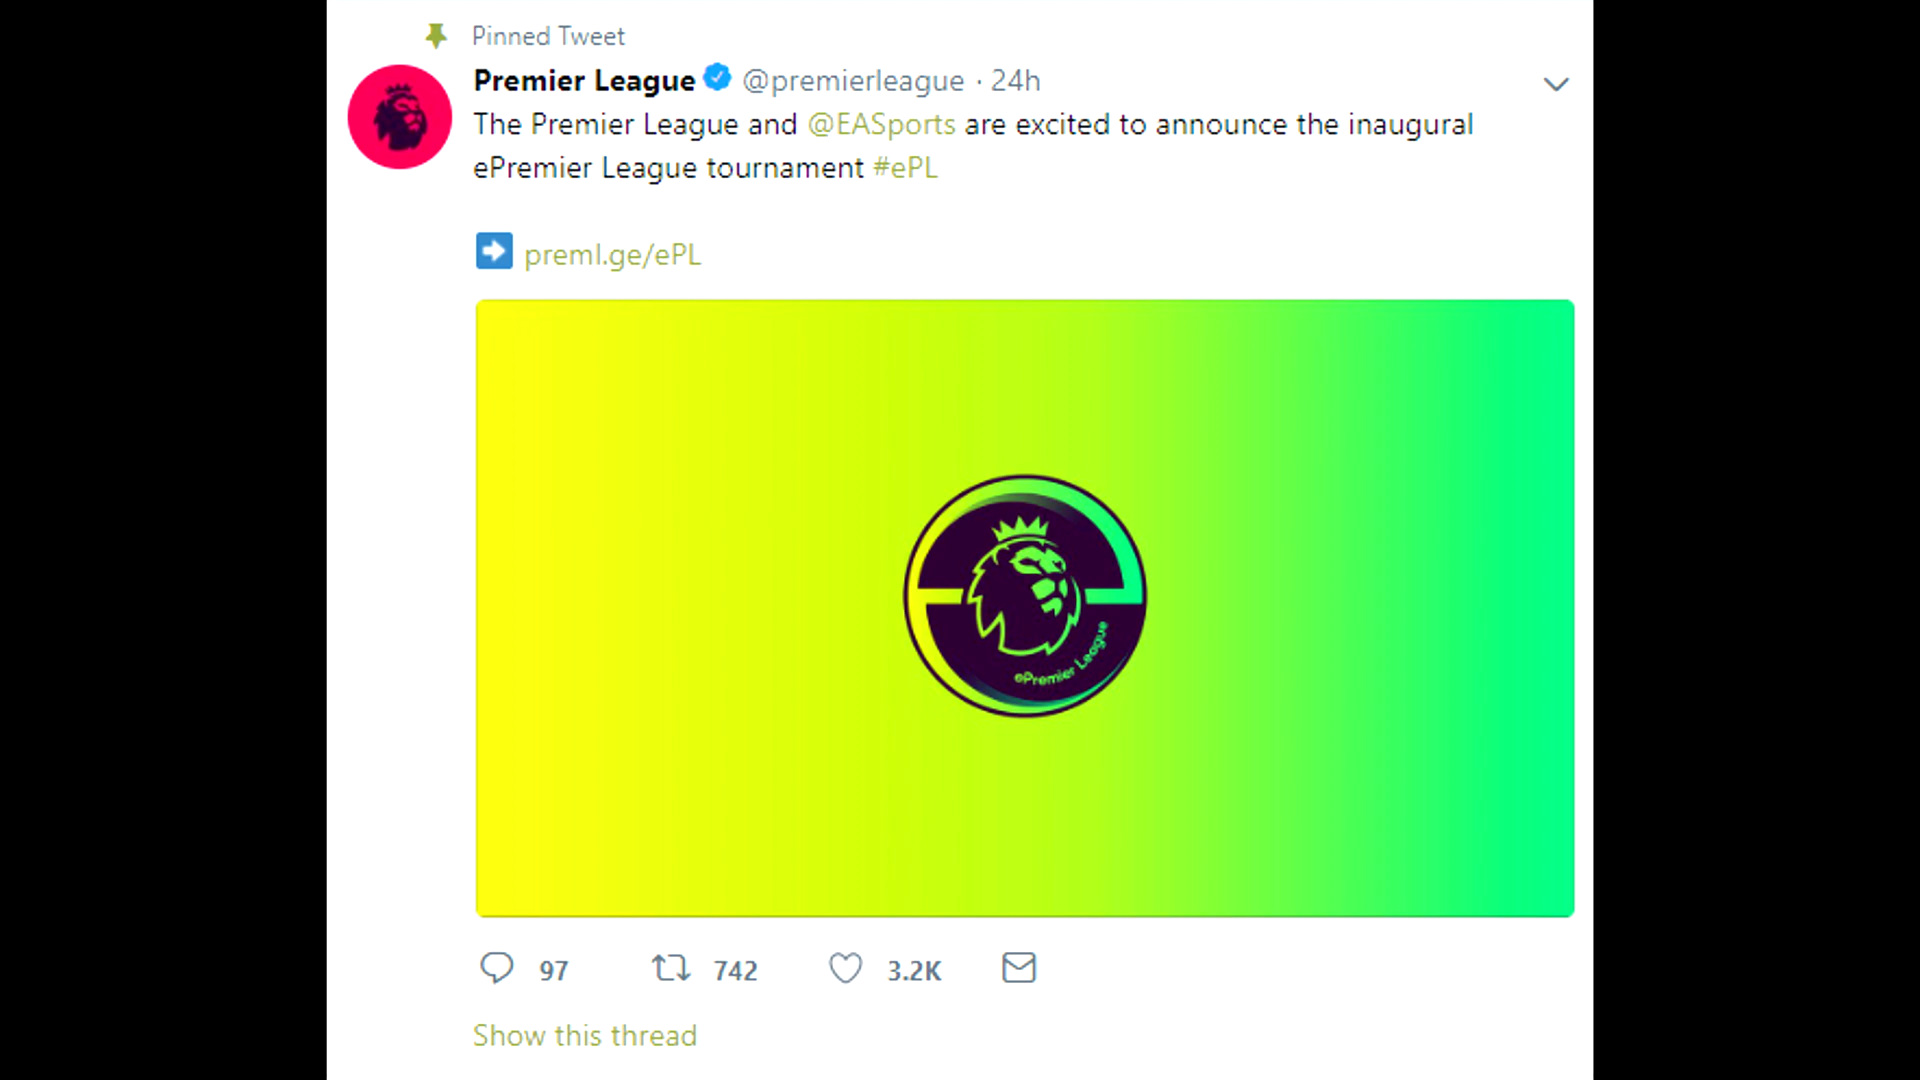 Pinned Tweet
Premier League @premierleague · 24h
The Premier League and @EASports are excited to announce the inaugural
ePremier League tournament #ePL
preml.ge/ePL
ePremier League
97 742 3.2K
Show this thread